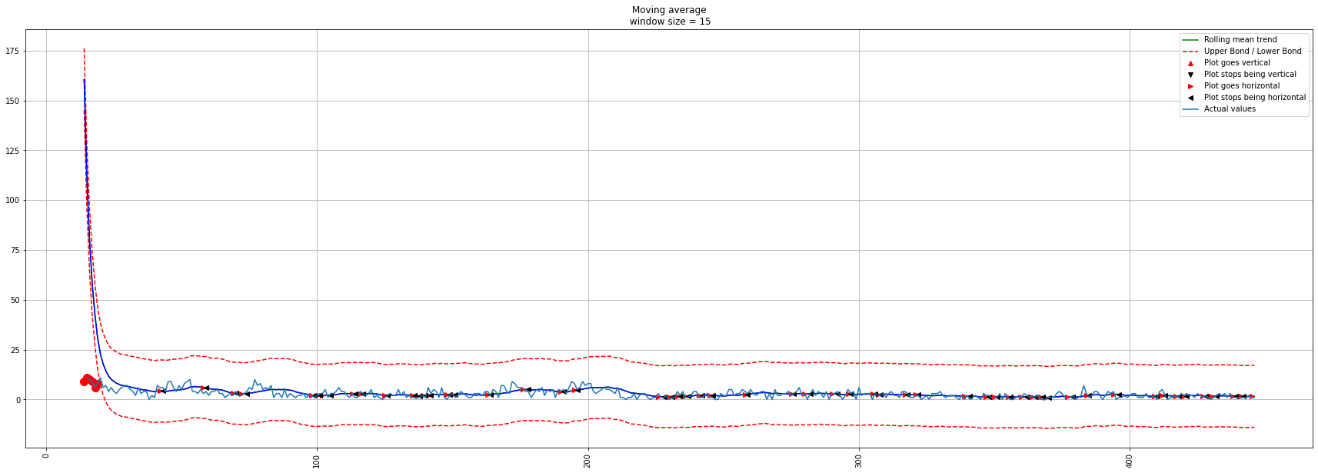 Moving average
window size = 15
Rolling mean trend
Upper Bond / Lower Bond
Plot goes vertical
Plot stops being vertical
Plot goes horizontal
Plot stops being horizontal
Actual values
175
150
125
100
75
50
25
0
0
100
200
300
400